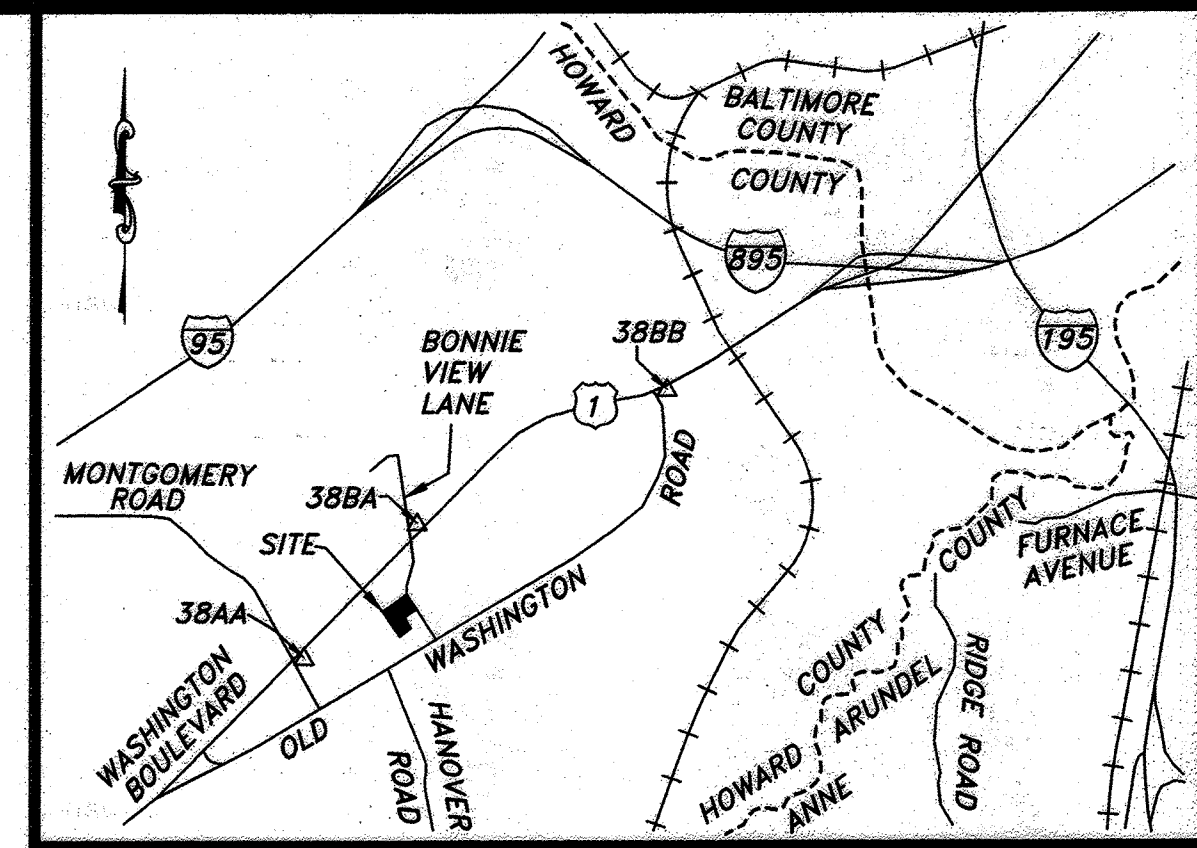 HOWARD
COUNTY
BALTIMORE
COUNTY
895
95
195
BONNIE
VIEW
LANE
38BB
1
MONTGOMERY
ROAD
38BA
SITE
38AA
ROAD
WASHINGTON
OLD
WASHINGTON
BOULEVARD
HANOVER
ROAD
COUNTY
FURNACE
AVENUE
COUNTY
ARUNDEL
RIDGE ROAD
HOWARD
ANNE